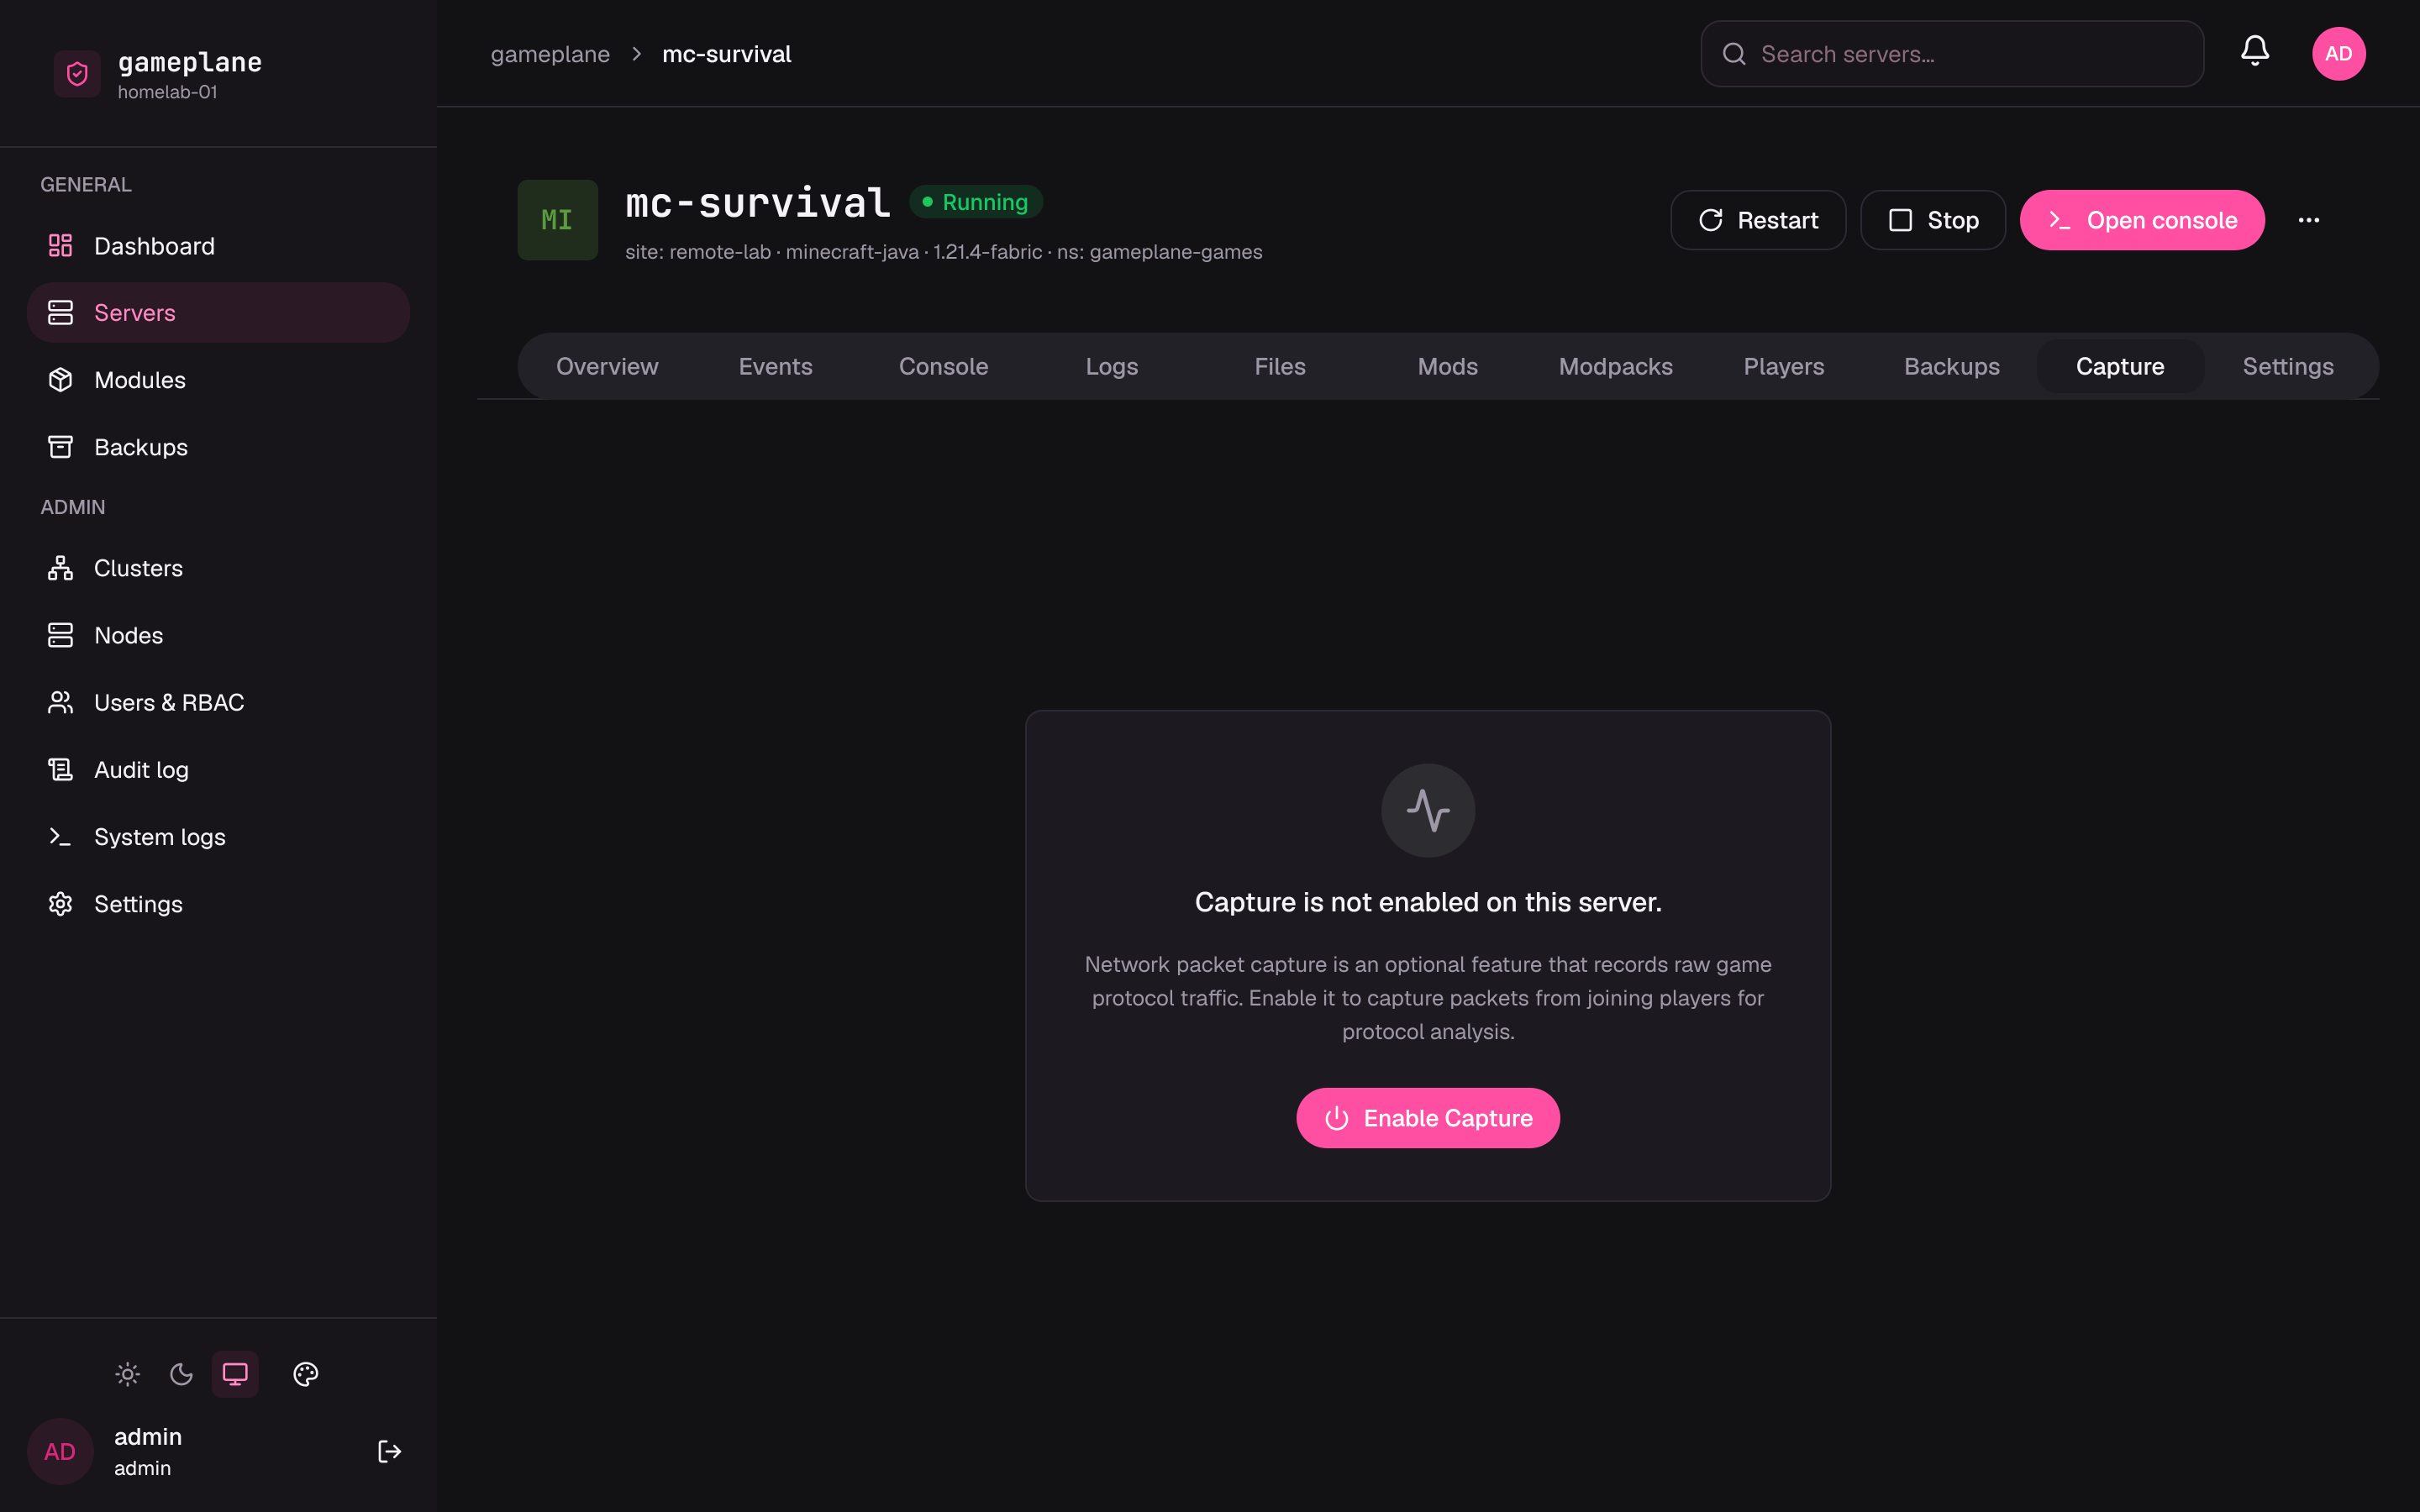 gameplane
homelab-01
GENERAL
Dashboard
Servers
Modules
Backups
ADMIN
Clusters
Nodes
Users & RBAC
Audit log
System logs
Settings
AD
admin
admin
gameplane
mc-survival
Search servers…
AD
MI
mc-survival
Running
site: remote-lab · minecraft-java · 1.21.4-fabric · ns: gameplane-games
Restart
Stop
Open console
Overview
Events
Console
Logs
Files
Mods
Modpacks
Players
Backups
Capture
Settings
Capture is not enabled on this server.
Network packet capture is an optional feature that records raw game
protocol traffic. Enable it to capture packets from joining players for
protocol analysis.
Enable Capture